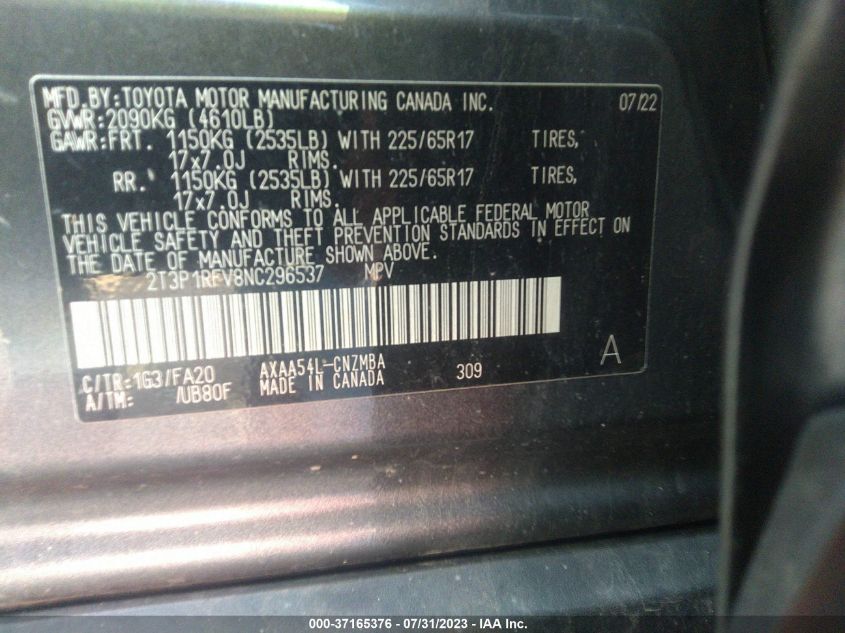 MFD.BY:TOYOTA MOTOR MANUFACTURING CANADA INC. 07/22
GVWR:2090KG (4610LB)
GAWR:FRT. 1150KG (2535LB) WITH 225/65R17 TIRES,
17x7.0J RIMS.
RR. 1150KG (2535LB) WITH 225/65R17 TIRES,
17x7.0J RIMS.
THIS VEHICLE CONFORMS TO ALL APPLICABLE FEDERAL MOTOR
VEHICLE SAFETY AND THEFT PREVENTION STANDARDS IN EFFECT ON
THE DATE OF MANUFACTURE SHOWN ABOVE.
2T3P1RFV8NC296537 MPV
C/TR:1G3/FA20 AXAA54L-CNZMBA 309 A
A/TM: /UB80F MADE IN CANADA
000-37165376 - 07/31/2023 - IAA Inc.